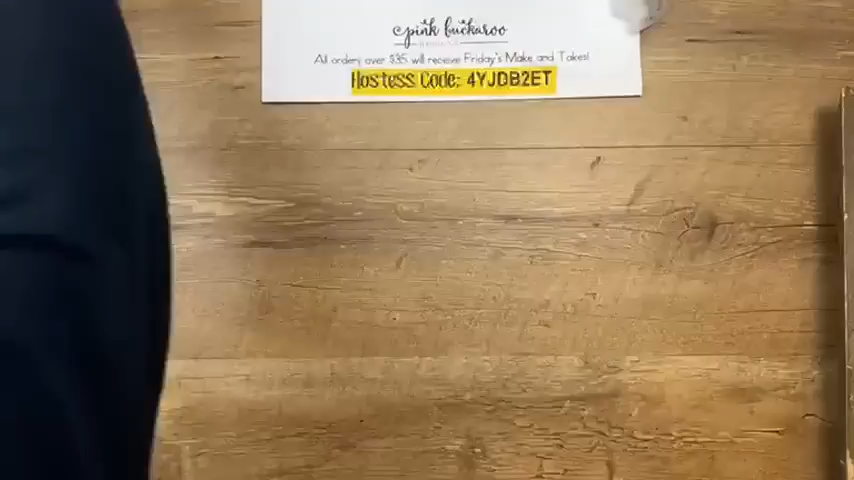 pink buckaroo
All orders over $35 will receive Friday's Make and Takes!
Hostess Code: 4YJDB2ET